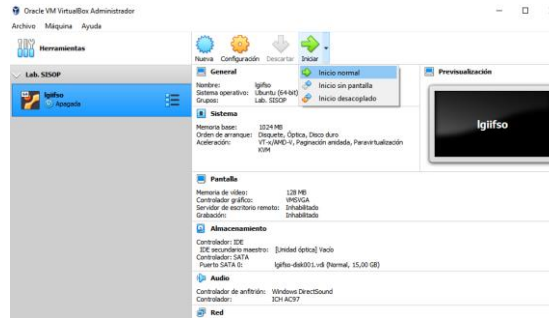 Oracle VM VirtualBox Administrador
Archivo Máquina Ayuda
Herramientas
Nueva Configuración Descartar Iniciar
Inicio normal
Inicio sin pantalla
Inicio desacoplado
Lab. SISOP
lgiifso
Apagada
General
Nombre: lgiifso
Sistema operativo: Ubuntu (64-bit)
Grupos: Lab. SISOP
Previsualización
lgiifso
Sistema
Memoria base: 1024 MB
Orden de arranque: Disquete, Óptica, Disco duro
Aceleración: VT-x/AMD-V, Paginación anidada, Paravirtualización
KVM
Pantalla
Memoria de vídeo: 128 MB
Controlador gráfico: VMSVGA
Servidor de escritorio remoto: Inhabilitado
Grabación: Inhabilitado
Almacenamiento
Controlador: IDE
IDE secundario maestro: [Unidad óptica] Vacío
Controlador: SATA
Puerto SATA 0: lgiifso-disk001.vdi (Normal, 15,00 GB)
Audio
Controlador de anfitrión: Windows DirectSound
Controlador: ICH AC97
Red